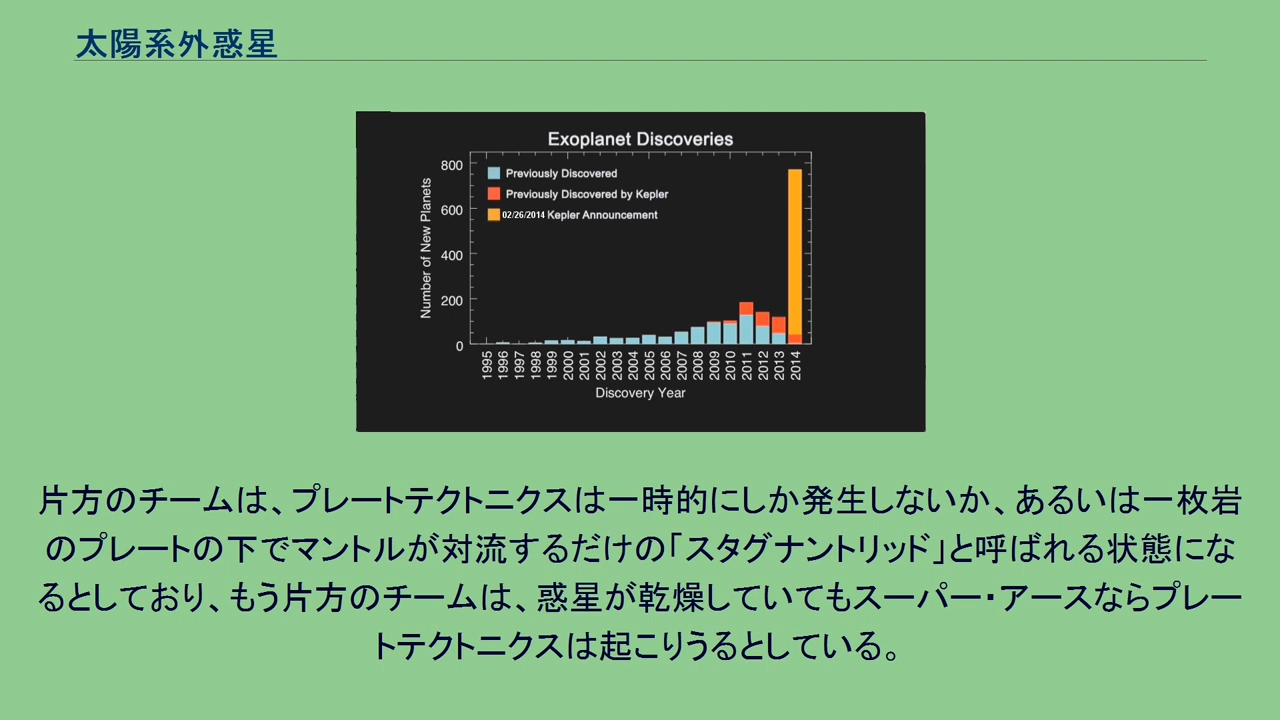 太陽系外惑星
Exoplanet Discoveries
800
600
400
200
0
Number of New Planets
Previously Discovered
Previously Discovered by Kepler
02/26/2014 Kepler Announcement
1995 1996 1997 1998 1999 2000 2001 2002 2003 2004 2005 2006 2007 2008 2009 2010 2011 2012 2013 2014
Discovery Year
片方のチームは、プレートテクトニクスは一時的にしか発生しないか、あるいは一枚岩
のプレートの下でマントルが対流するだけの「スタグナントリッド」と呼ばれる状態にな
るとしており、もう片方のチームは、惑星が乾燥していてもスーパー・アースならプレー
トテクトニクスは起こりうるとしている。